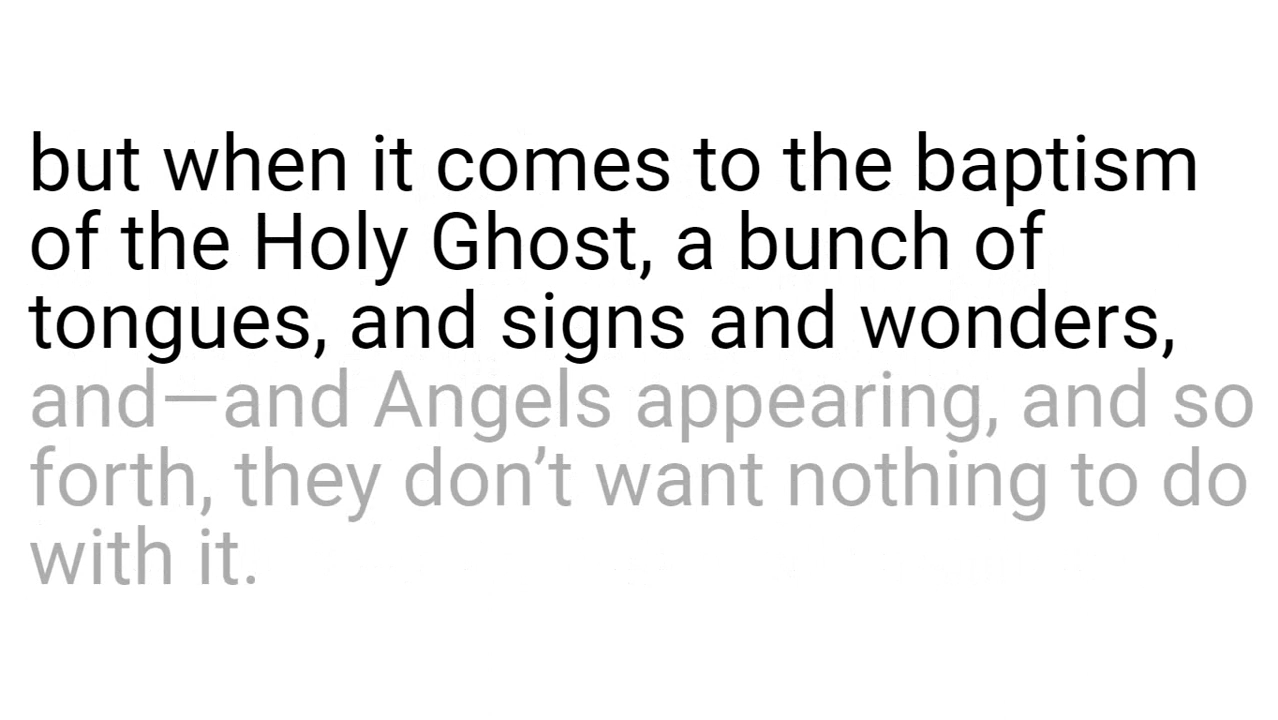 but when it comes to the baptism
of the Holy Ghost, a bunch of
tongues, and signs and wonders,
and—and Angels appearing, and so
forth, they don’t want nothing to do
with it.